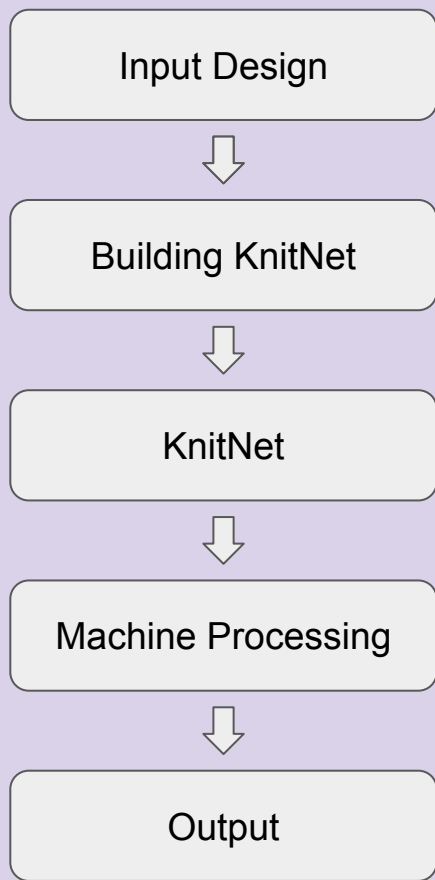 Input Design
Building KnitNet
KnitNet
Machine Processing
Output